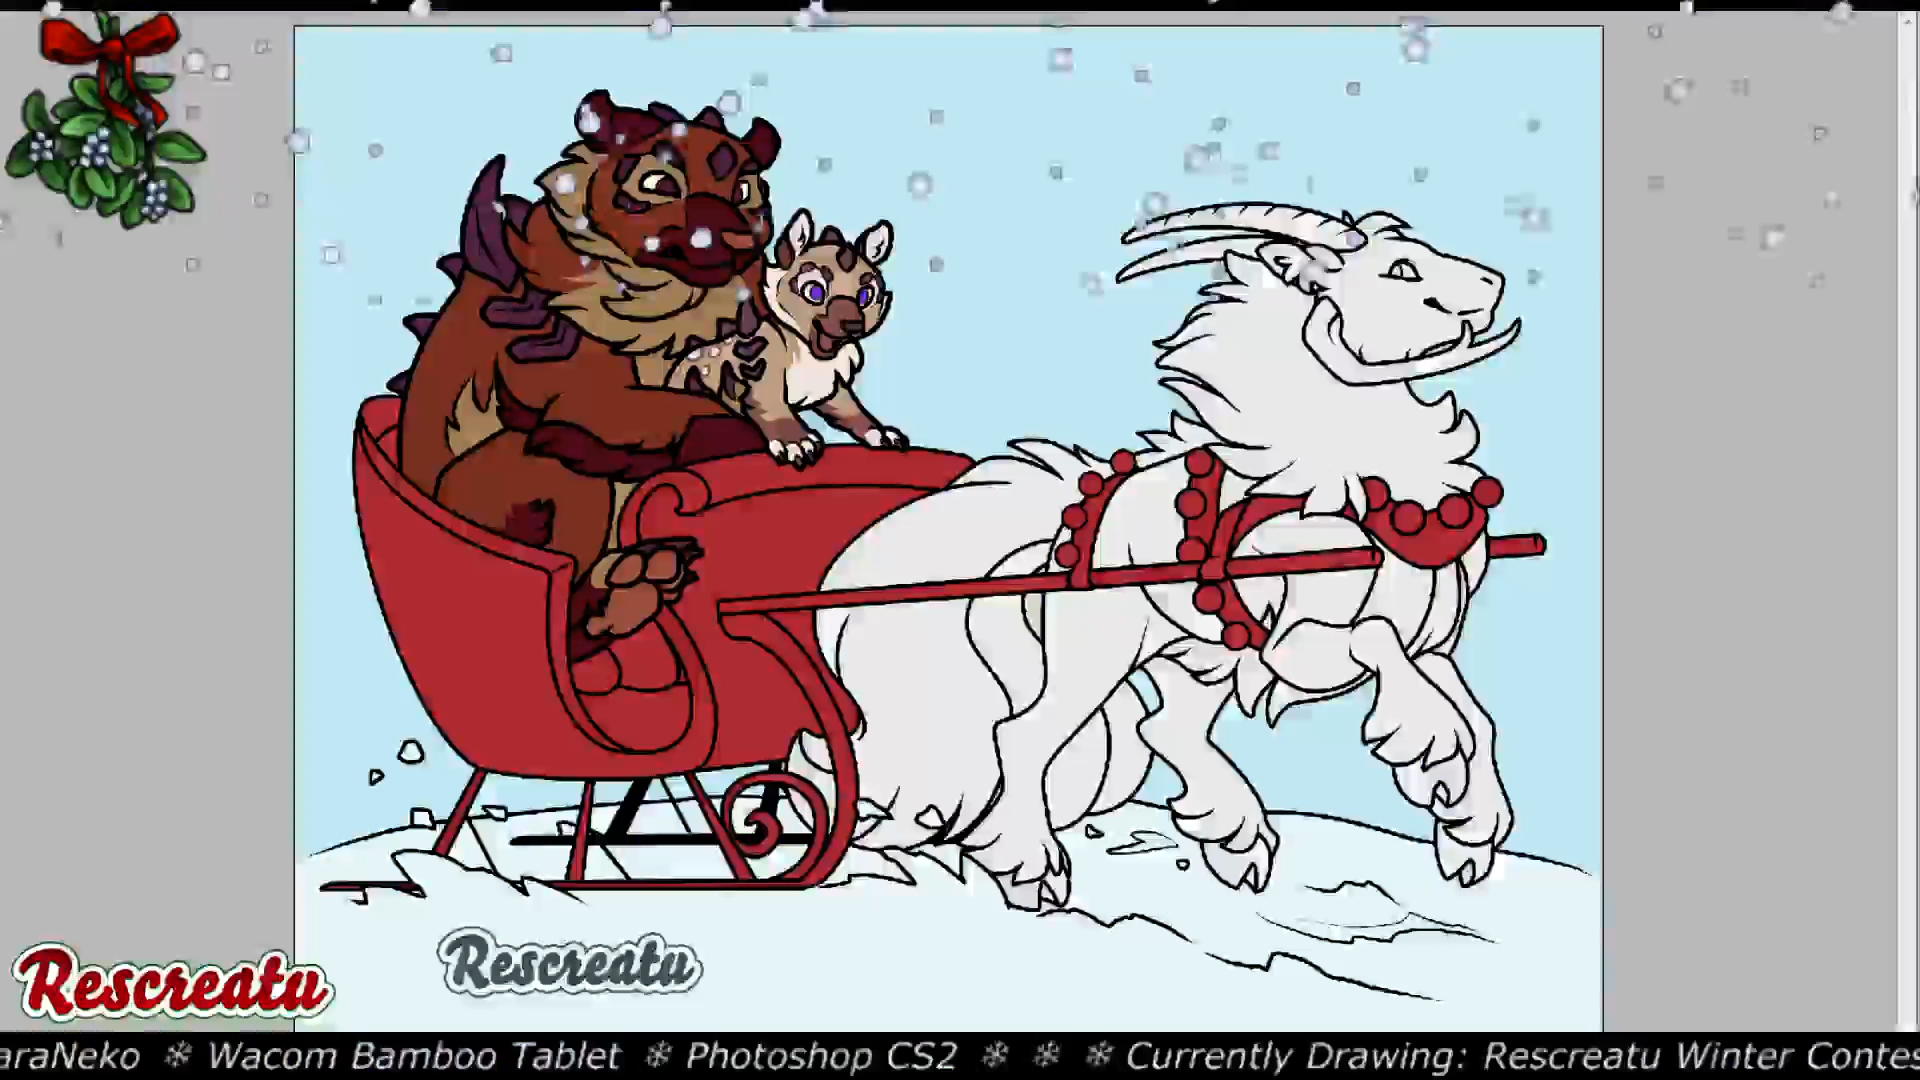 Rescreatu
Rescreatu
araNeko ❄ Wacom Bamboo Tablet ❄ Photoshop CS2 ❄ ❄ ❄ Currently Drawing: Rescreatu Winter Contes